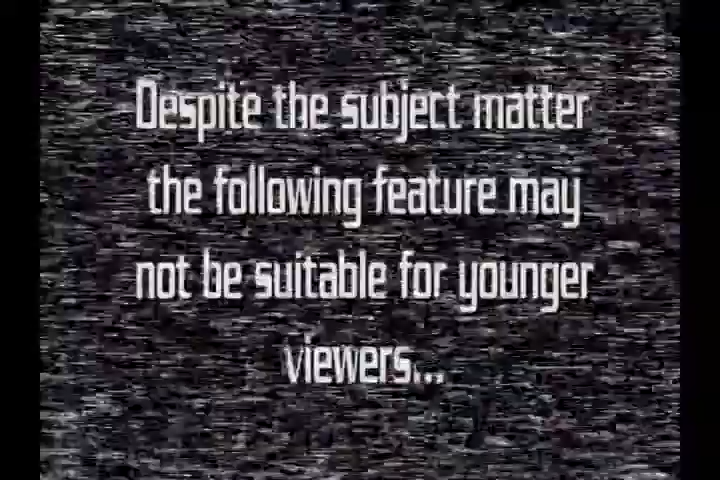 Despite the subject matter
the following feature may
not be suitable for younger
viewers...